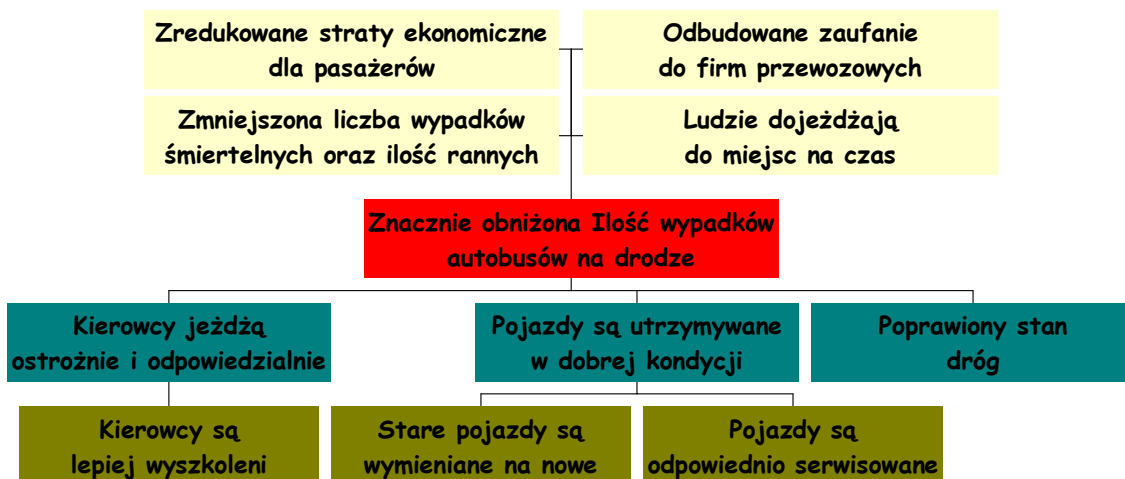 Zredukowane straty ekonomiczne
dla pasażerów
Odbudowane zaufanie
do firm przewozowych
Zmniejszona liczba wypadków
śmiertelnych oraz ilość rannych
Ludzie dojeżdżają
do miejsc na czas
Znacznie obniżona Ilość wypadków
autobusów na drodze
Kierowcy jeżdżą
ostrożnie i odpowiedzialnie
Pojazdy są utrzymywane
w dobrej kondycji
Poprawiony stan
dróg
Kierowcy są
lepiej wyszkoleni
Stare pojazdy są
wymieniane na nowe
Pojazdy są
odpowiednio serwisowane